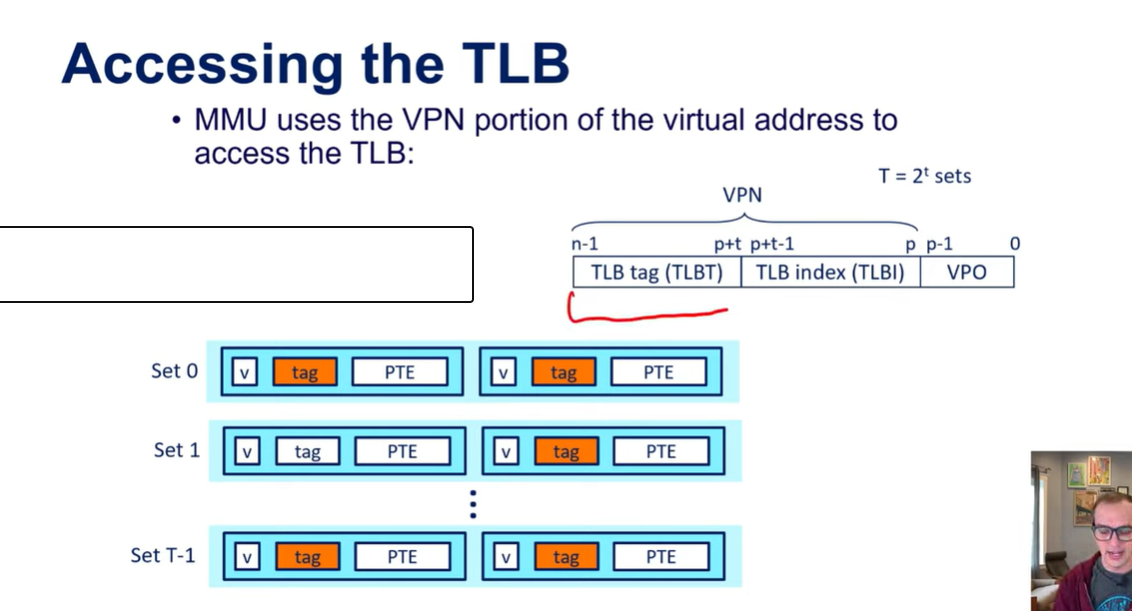 Accessing the TLB
• MMU uses the VPN portion of the virtual address to
access the TLB:
T = 2ᵗ sets
VPN
n-1 p+t p+t-1 p p-1 0
TLB tag (TLBT) TLB index (TLBI) VPO
Set 0 v tag PTE v tag PTE
Set 1 v tag PTE v tag PTE
Set T-1 v tag PTE v tag PTE